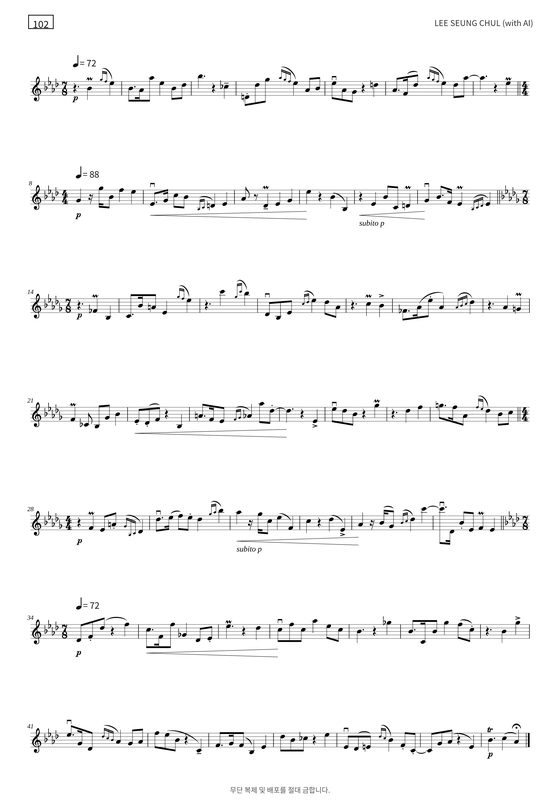 102
LEE SEUNG CHUL (with AI)
= 72
p
8
= 88
p
subito p
14
p
21
28
p
subito p
34
= 72
p
41
tr
p
무단 복제 및 배포를 절대 금합니다.